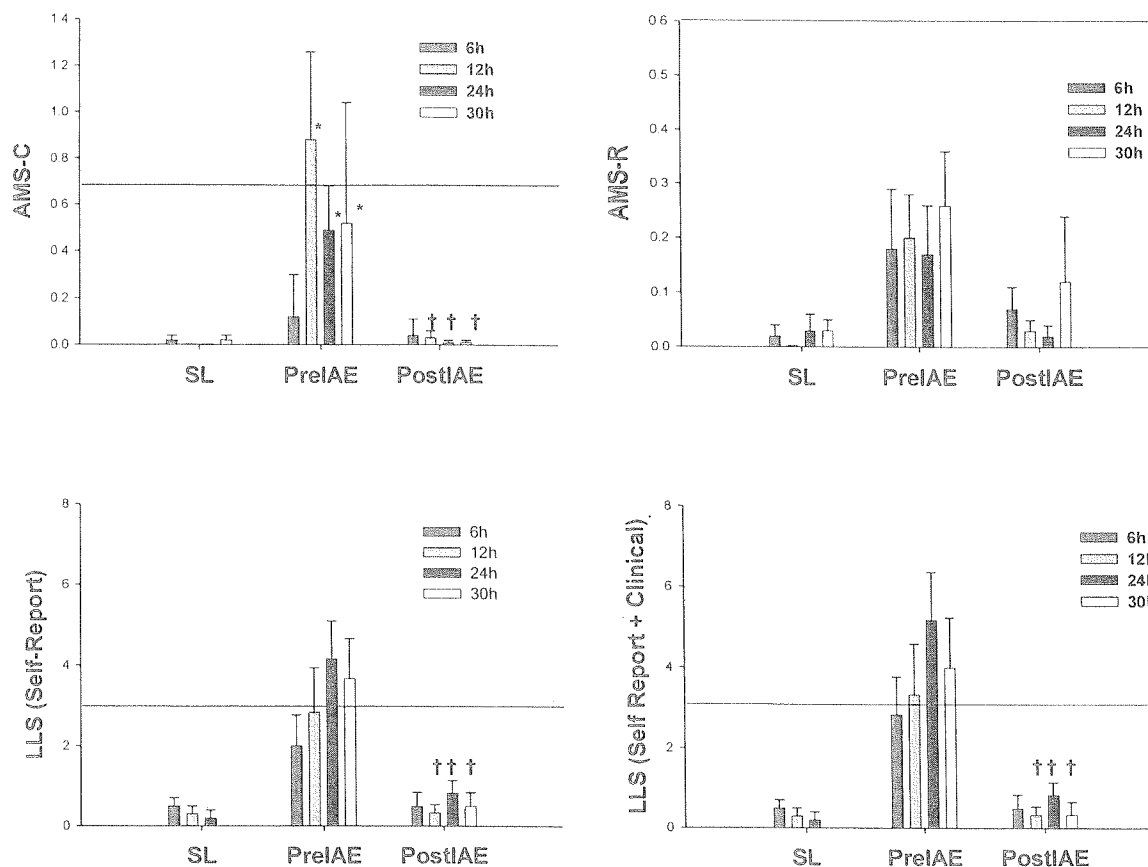 AMS-C
1.4
1.2
1.0
0.8
0.6
0.4
0.2
0.0
6h
12h
24h
30h
*
*
*
† † †
SL
PreIAE
PostIAE
AMS-R
0.6
0.5
0.4
0.3
0.2
0.1
0.0
6h
12h
24h
30h
SL
PreIAE
PostIAE
LLS (Self-Report)
8
6
4
2
0
6h
12h
24h
30h
†† †
SL
PreIAE
PostIAE
LLS (Self Report + Clinical)
8
6
4
2
0
6h
12h
24h
30h
†† †
SL
PreIAE
PostIAE